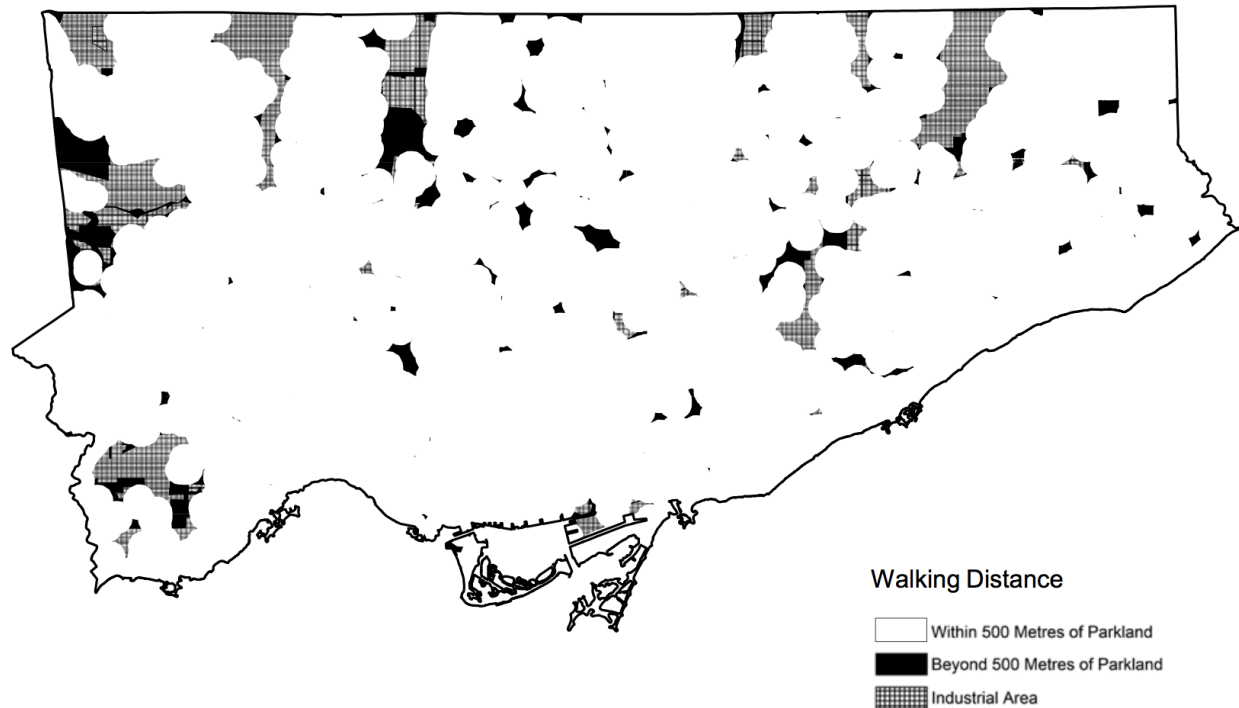 Walking Distance
Within 500 Metres of Parkland
Beyond 500 Metres of Parkland
Industrial Area